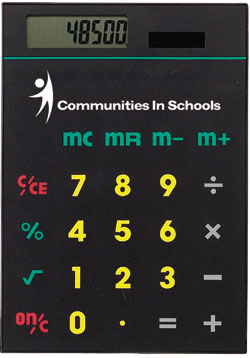 48500
Communities In Schools
mc mR m- m+
C/CE 7 8 9 ÷
% 4 5 6 ×
√ 1 2 3 −
on/c 0 · = +